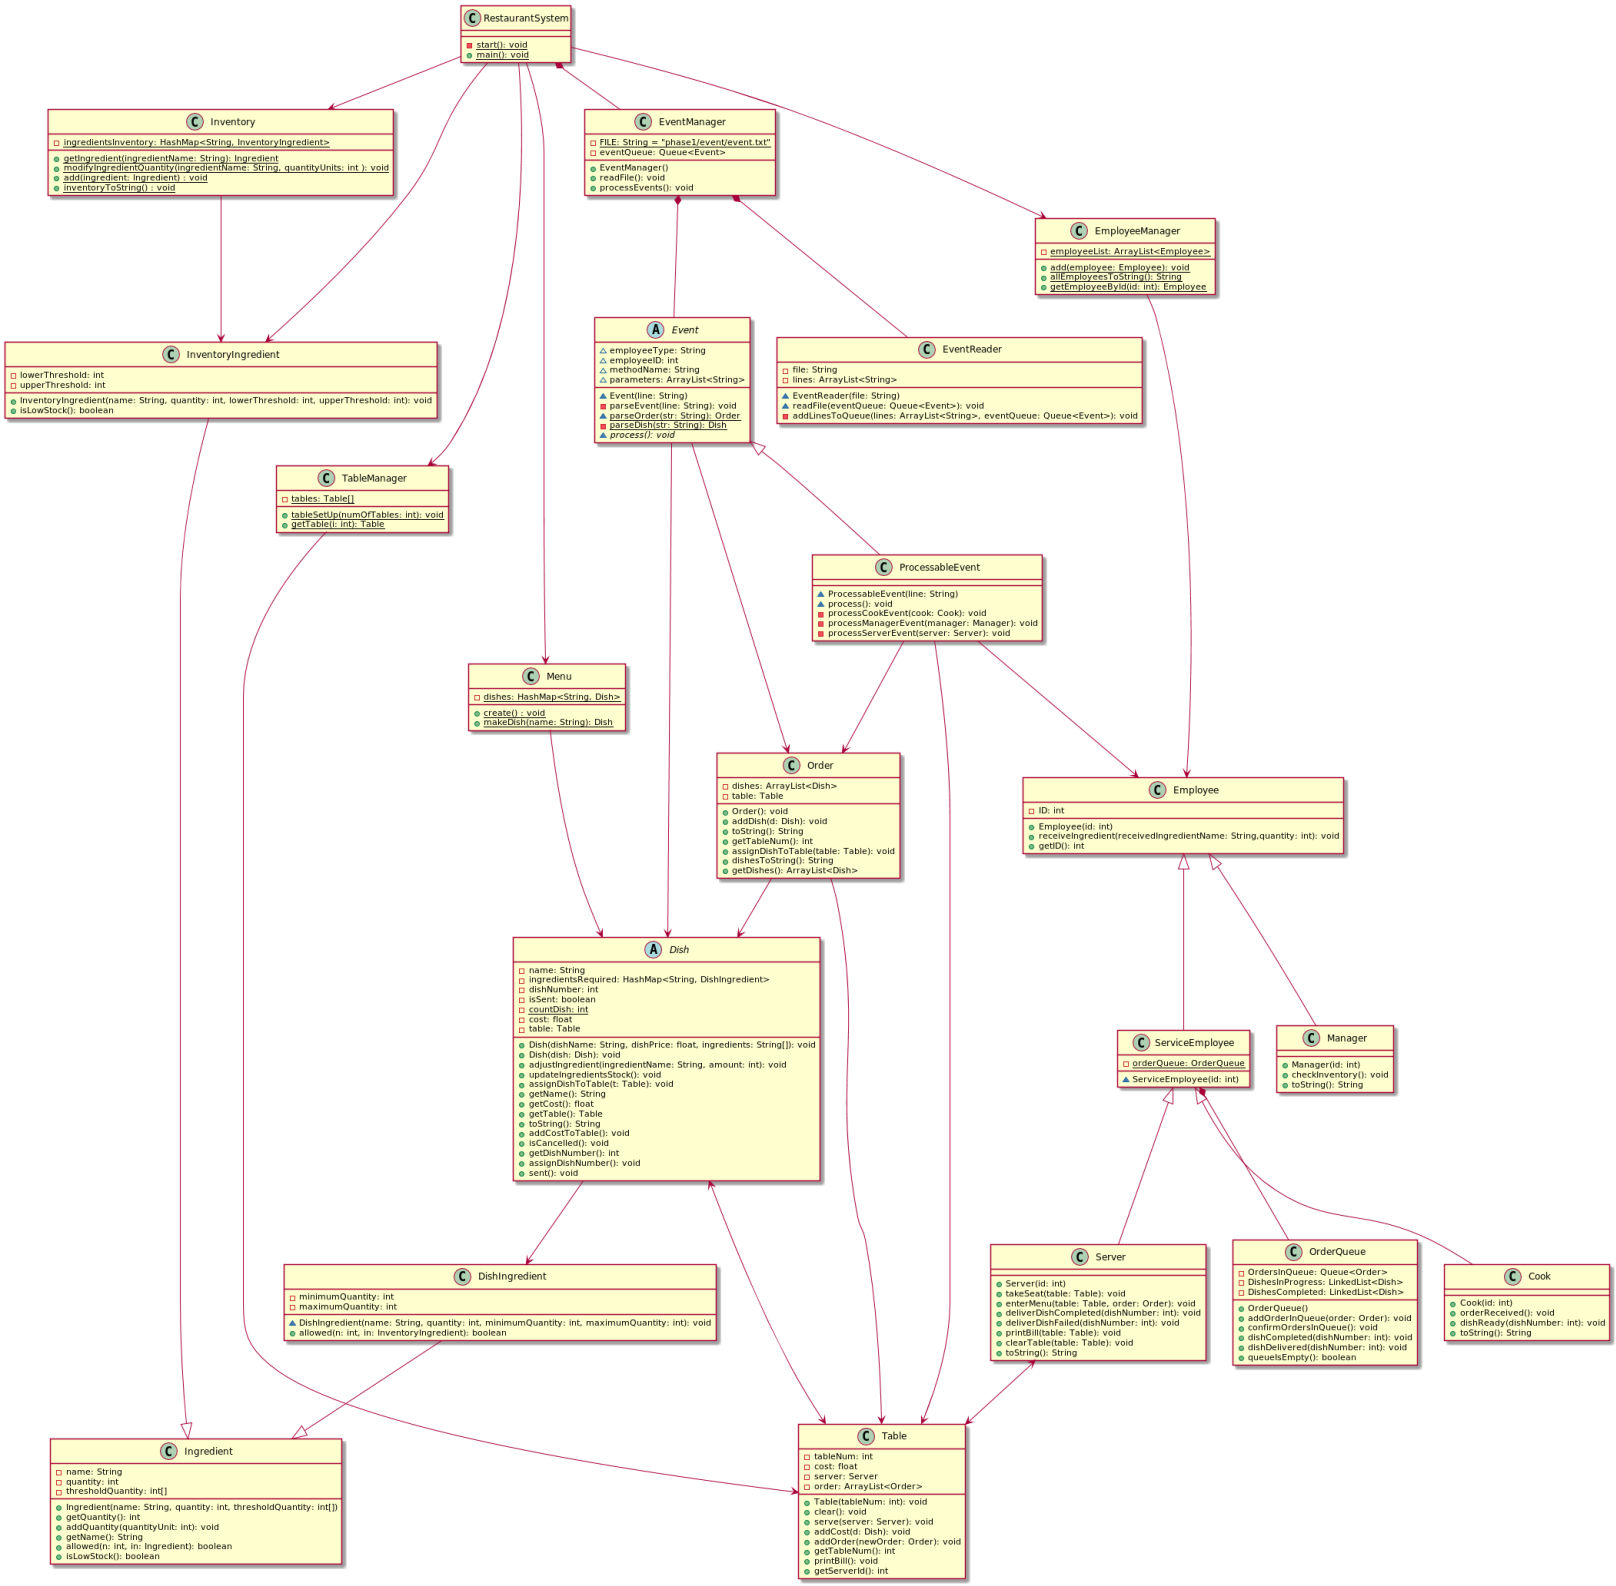 C RestaurantSystem
start(): void
main(): void
C Inventory
ingredientsInventory: HashMap<String, InventoryIngredient>
getIngredient(ingredientName: String): Ingredient
modifyIngredientQuantity(ingredientName: String, quantityUnits: int ): void
add(ingredient: Ingredient) : void
inventoryToString() : void
C EventManager
FILE: String = "phase1/event/event.txt"
eventQueue: Queue<Event>
EventManager()
readFile(): void
processEvents(): void
C EmployeeManager
employeeList: ArrayList<Employee>
add(employee: Employee): void
allEmployeesToString(): String
getEmployeeById(id: int): Employee
C InventoryIngredient
lowerThreshold: int
upperThreshold: int
InventoryIngredient(name: String, quantity: int, lowerThreshold: int, upperThreshold: int): void
isLowStock(): boolean
A Event
employeeType: String
employeeID: int
methodName: String
parameters: ArrayList<String>
Event(line: String)
parseEvent(line: String): void
parseOrder(str: String): Order
parseDish(str: String): Dish
process(): void
C EventReader
file: String
lines: ArrayList<String>
EventReader(file: String)
readFile(eventQueue: Queue<Event>): void
addLinesToQueue(lines: ArrayList<String>, eventQueue: Queue<Event>): void
C TableManager
tables: Table[]
tableSetUp(numOfTables: int): void
getTable(i: int): Table
C ProcessableEvent
ProcessableEvent(line: String)
process(): void
processCookEvent(cook: Cook): void
processManagerEvent(manager: Manager): void
processServerEvent(server: Server): void
C Menu
dishes: HashMap<String, Dish>
create() : void
makeDish(name: String): Dish
C Order
dishes: ArrayList<Dish>
table: Table
Order(): void
addDish(d: Dish): void
toString(): String
getTableNum(): int
assignDishToTable(table: Table): void
dishesToString(): String
getDishes(): ArrayList<Dish>
C Employee
ID: int
Employee(id: int)
receiveIngredient(receivedIngredientName: String,quantity: int): void
getID(): int
A Dish
name: String
ingredientsRequired: HashMap<String, DishIngredient>
dishNumber: int
isSent: boolean
countDish: int
cost: float
table: Table
Dish(dishName: String, dishPrice: float, ingredients: String[]): void
Dish(dish: Dish): void
adjustIngredient(ingredientName: String, amount: int): void
updateIngredientsStock(): void
assignDishToTable(t: Table): void
getName(): String
getCost(): float
getTable(): Table
toString(): String
addCostToTable(): void
isCancelled(): void
getDishNumber(): int
assignDishNumber(): void
sent(): void
C ServiceEmployee
orderQueue: OrderQueue
ServiceEmployee(id: int)
C Manager
Manager(id: int)
checkInventory(): void
toString(): String
C DishIngredient
minimumQuantity: int
maximumQuantity: int
DishIngredient(name: String, quantity: int, minimumQuantity: int, maximumQuantity: int): void
allowed(n: int, in: InventoryIngredient): boolean
C Server
Server(id: int)
takeSeat(table: Table): void
enterMenu(table: Table, order: Order): void
deliverDishCompleted(dishNumber: int): void
deliverDishFailed(dishNumber: int): void
printBill(table: Table): void
clearTable(table: Table): void
toString(): String
C OrderQueue
OrdersInQueue: Queue<Order>
DishesInProgress: LinkedList<Dish>
DishesCompleted: LinkedList<Dish>
OrderQueue()
addOrderInQueue(order: Order): void
confirmOrdersInQueue(): void
dishCompleted(dishNumber: int): void
dishDelivered(dishNumber: int): void
queueIsEmpty(): boolean
C Cook
Cook(id: int)
orderReceived(): void
dishReady(dishNumber: int): void
toString(): String
C Ingredient
name: String
quantity: int
thresholdQuantity: int[]
Ingredient(name: String, quantity: int, thresholdQuantity: int[])
getQuantity(): int
addQuantity(quantityUnit: int): void
getName(): String
allowed(n: int, in: Ingredient): boolean
isLowStock(): boolean
C Table
tableNum: int
cost: float
server: Server
order: ArrayList<Order>
Table(tableNum: int): void
clear(): void
serve(server: Server): void
addCost(d: Dish): void
addOrder(newOrder: Order): void
getTableNum(): int
printBill(): void
getServerId(): int